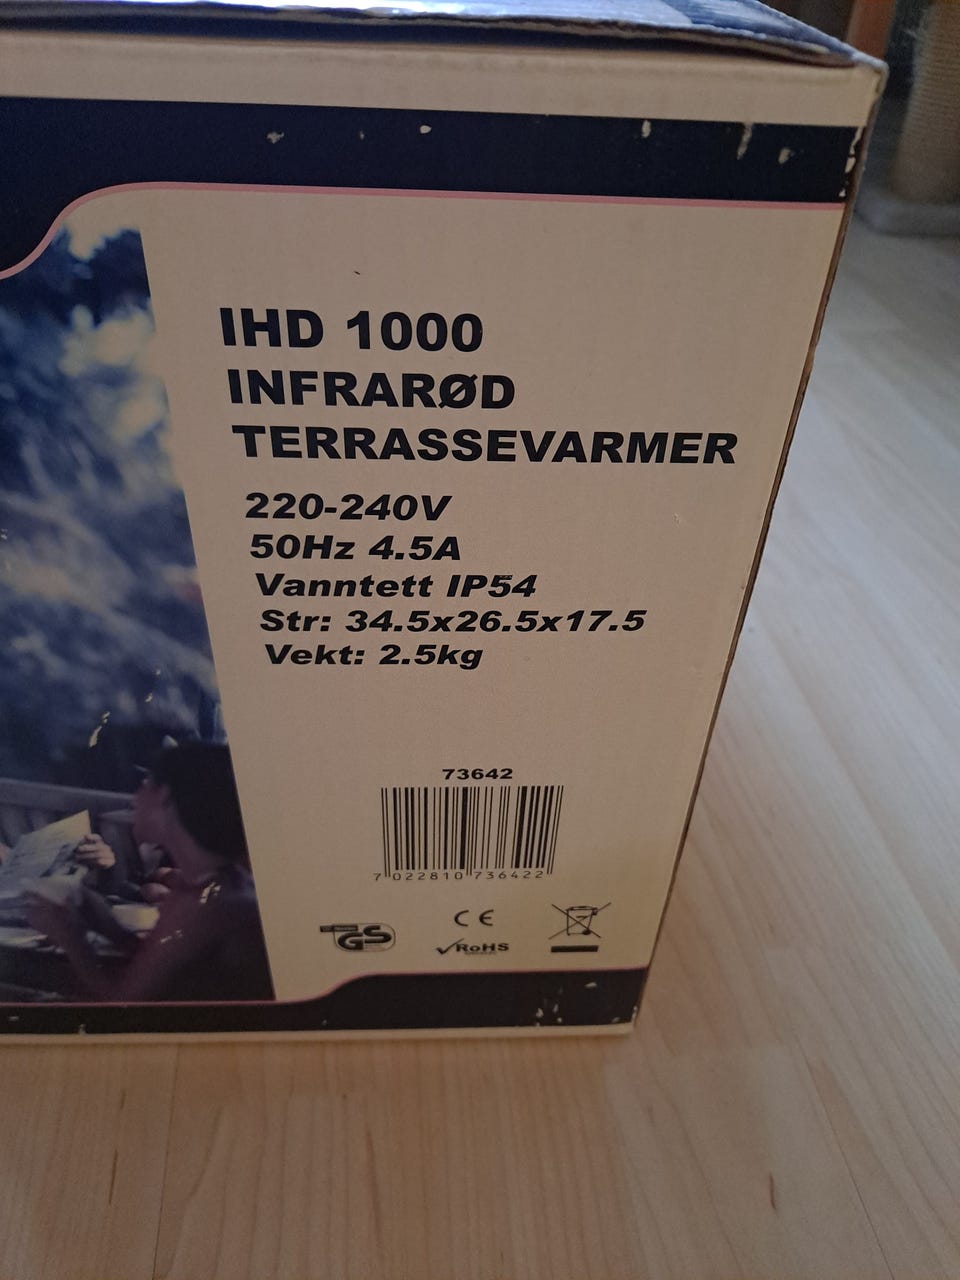 IHD 1000
INFRARØD
TERRASSEVARMER
220-240V
50Hz 4.5A
Vanntett IP54
Str: 34.5x26.5x17.5
Vekt: 2.5kg
73642
7 022810 736422
CE
GS
RoHS